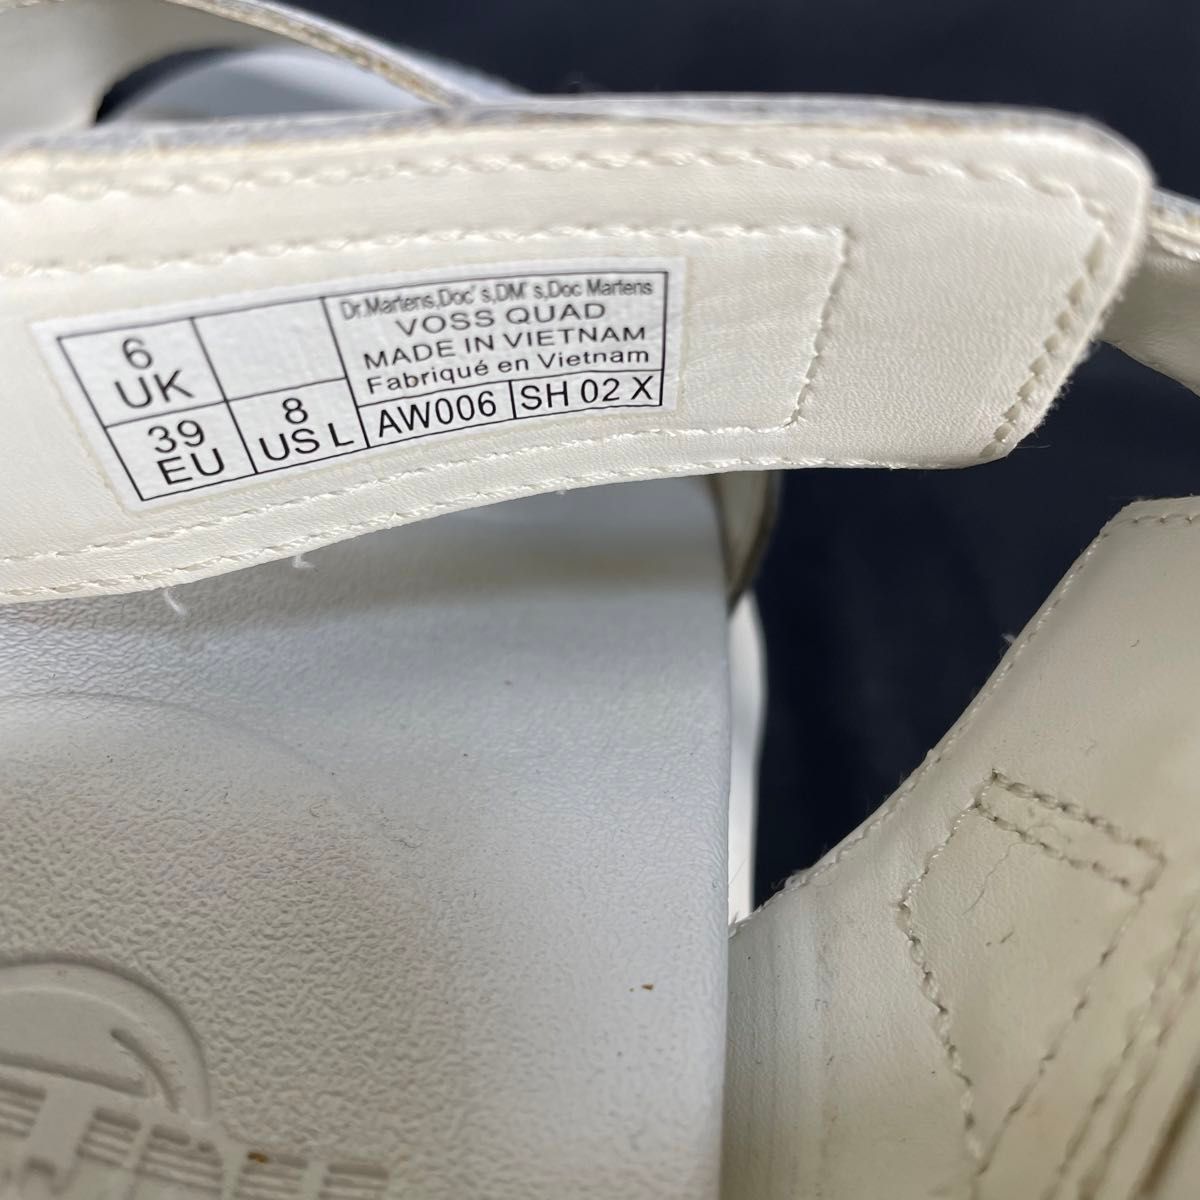 Dr.Martens,Doc's,DM's,Doc Martens
VOSS QUAD
MADE IN VIETNAM
Fabriqué en Vietnam
6
UK
39
EU
8
US L
AW006
SH 02 X